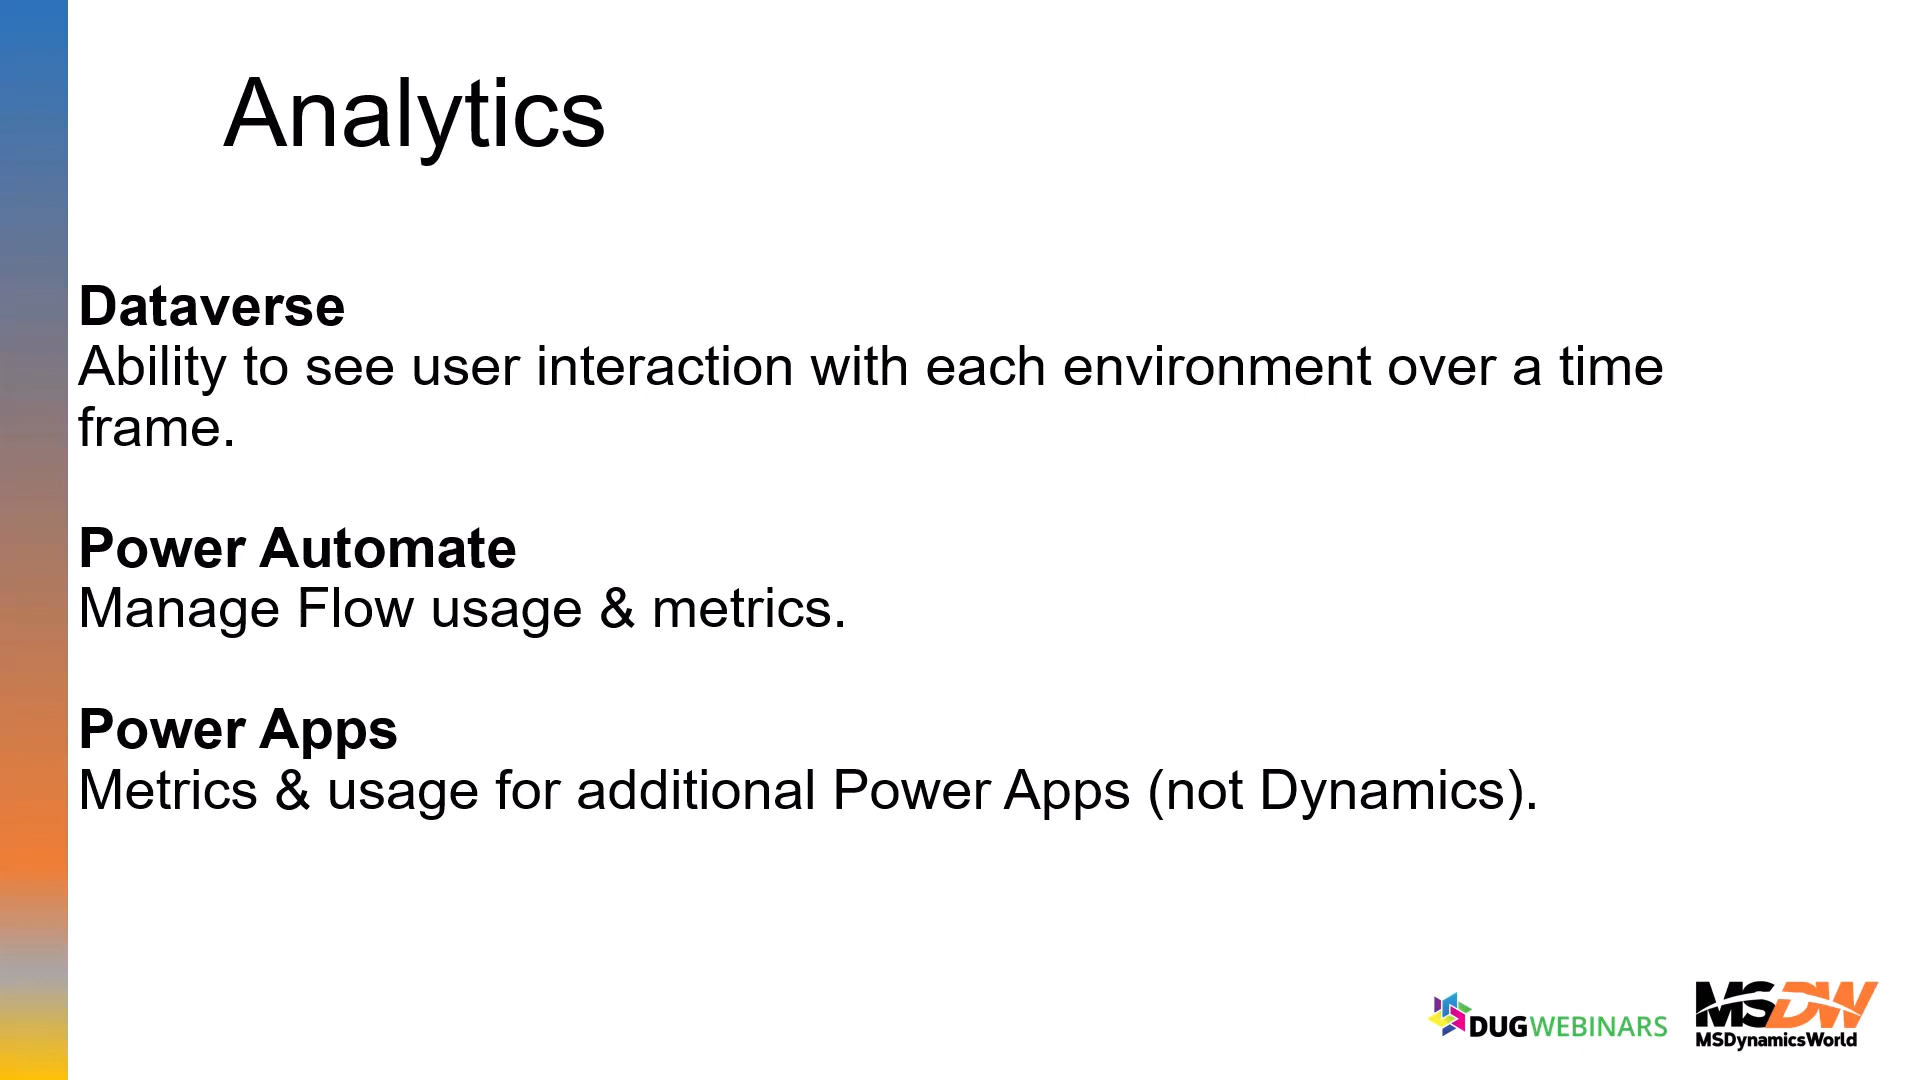 Analytics
Dataverse
Ability to see user interaction with each environment over a time
frame.
Power Automate
Manage Flow usage & metrics.
Power Apps
Metrics & usage for additional Power Apps (not Dynamics).
DUGWEBINARS
MSDW
MSDynamicsWorld